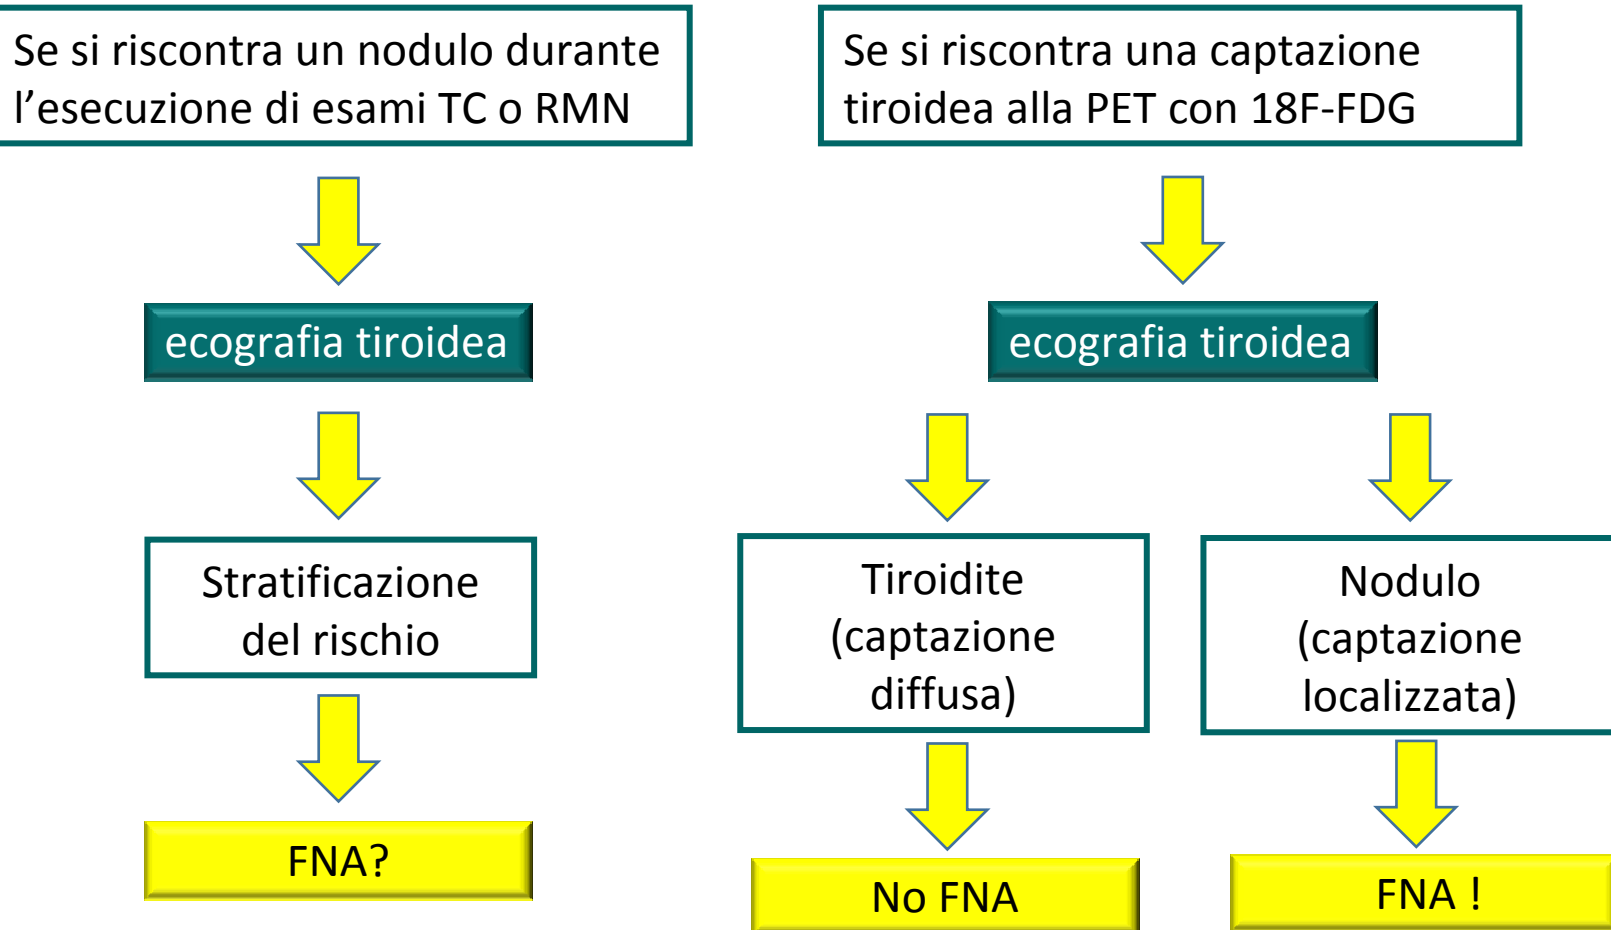 Se si riscontra un nodulo durante
l’esecuzione di esami TC o RMN
ecografia tiroidea
Stratificazione
del rischio
FNA?
Se si riscontra una captazione
tiroidea alla PET con 18F-FDG
ecografia tiroidea
Tiroidite
(captazione
diffusa)
No FNA
Nodulo
(captazione
localizzata)
FNA !